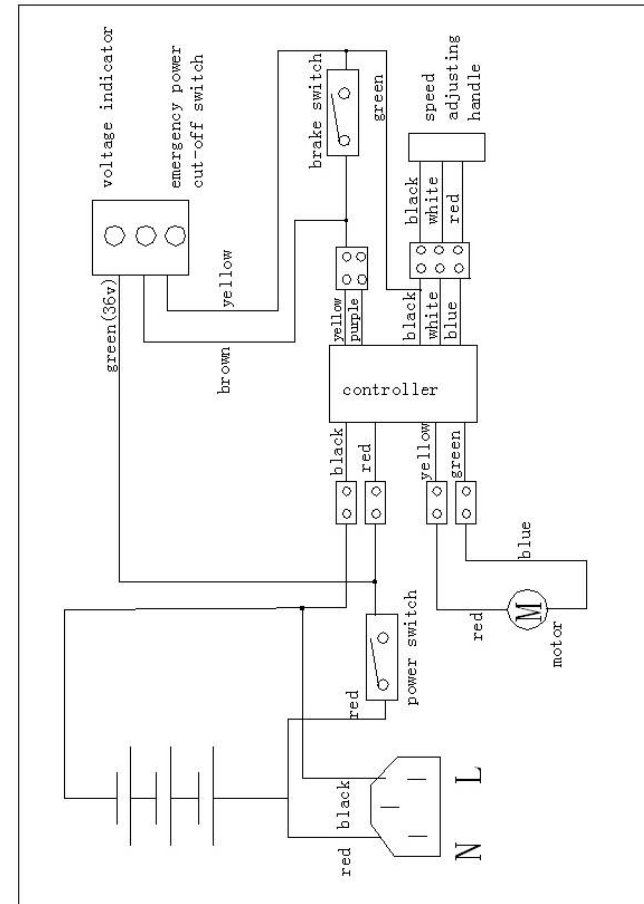 voltage indicator
emergency power
cut-off switch
brake switch
green
speed
adjusting
handle
black
white
red
green(36v)
yellow
brown
yellow
purple
black
white
blue
controller
black
red
yellow
green
blue
red
M
motor
power switch
red
black
red
N
L